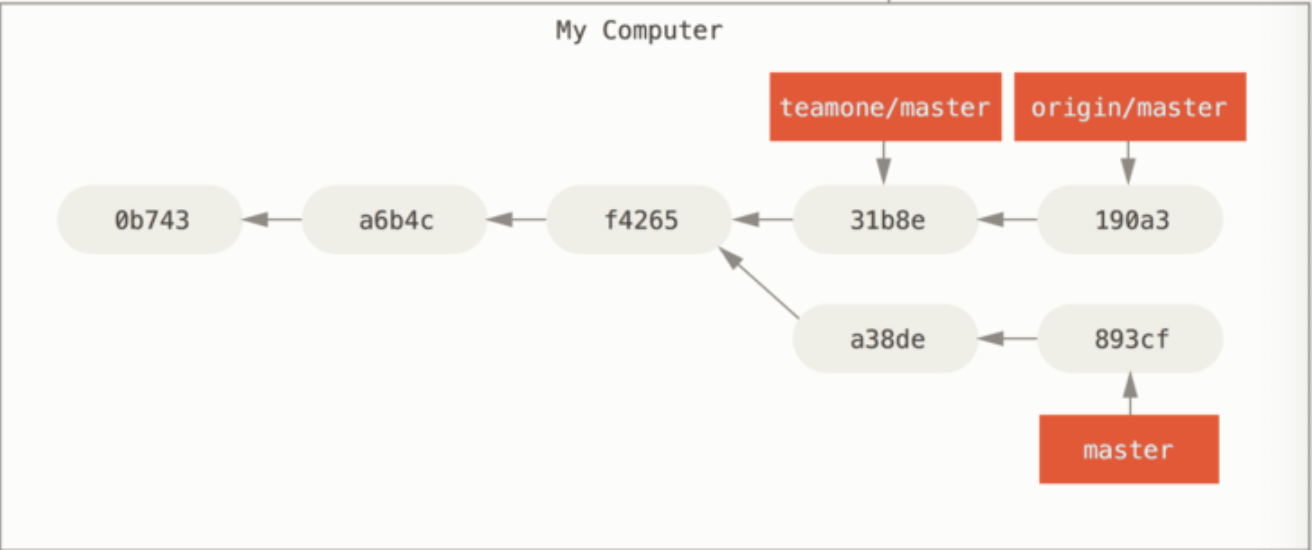 My Computer
teamone/master origin/master
0b743 a6b4c f4265 31b8e 190a3
a38de 893cf
master